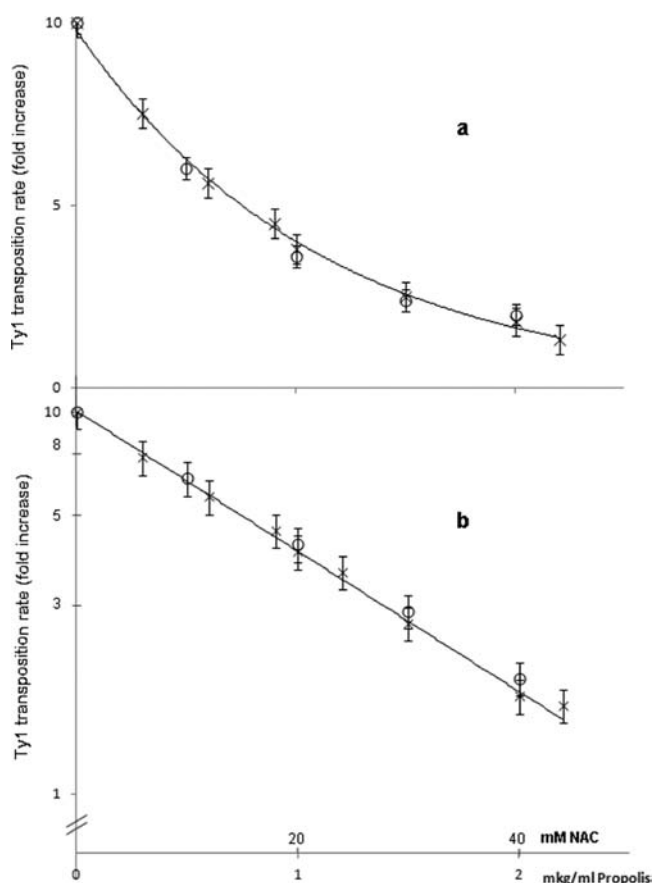 10
a
5
Ty1 transposition rate (fold increase)
0
10
8
b
5
3
Ty1 transposition rate (fold increase)
1
20 40 mM NAC
0 1 2 mkg/ml Propolis